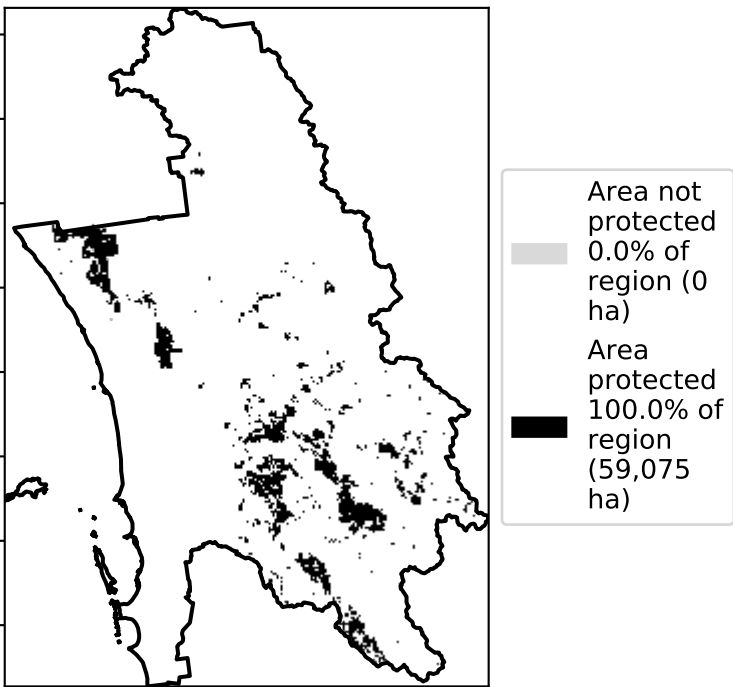 Area not
protected
0.0% of
region (0
ha)
Area
protected
100.0% of
region
(59,075
ha)